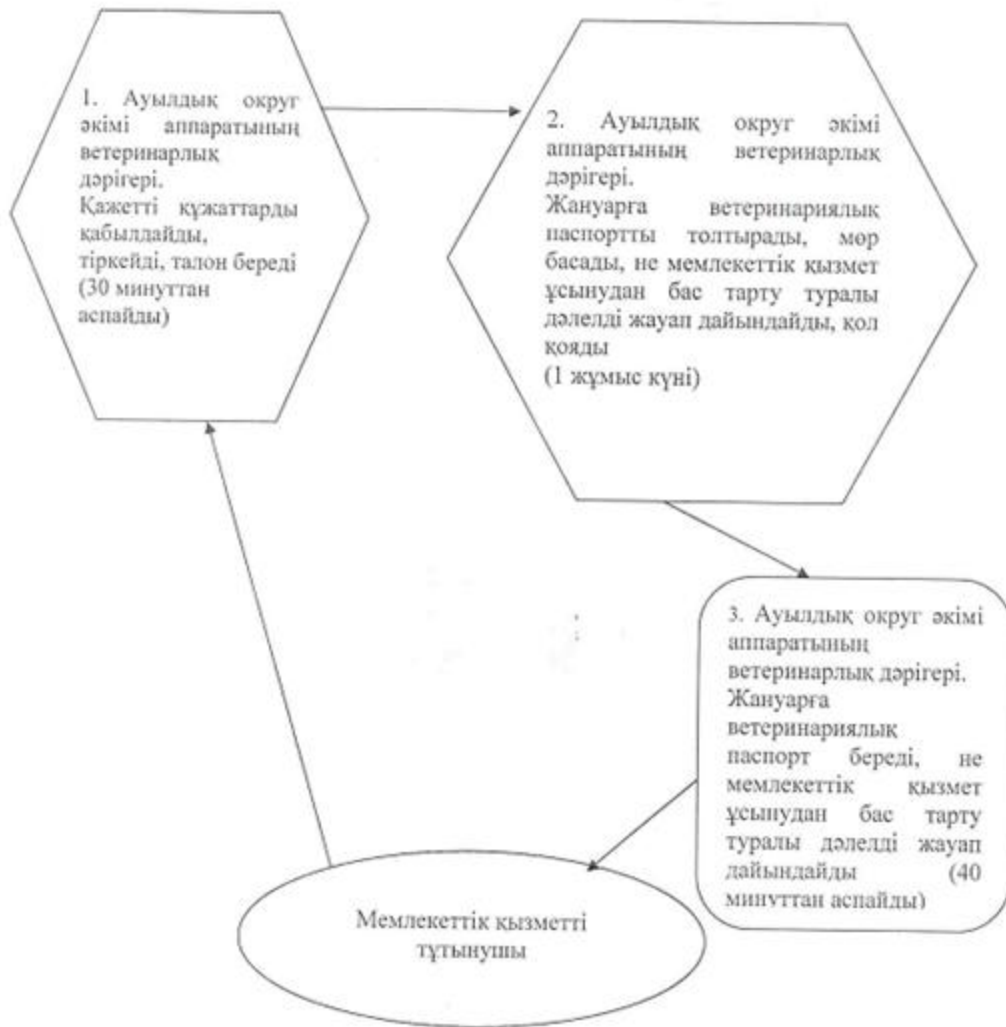 1. Ауылдық округ
әкімі аппаратының
ветеринарлық
дәрігері.
Қажетті құжаттарды
қабылдайды,
тіркейді, талон береді
(30 минуттан
аспайды)
2. Ауылдық округ әкімі
аппаратының ветеринарлық
дәрігері.
Жануарға ветеринариялық
паспортты толтырады, мөр
басады, не мемлекеттік қызмет
ұсынудан бас тарту туралы
дәлелді жауап дайындайды, қол
қояды
(1 жұмыс күні)
3. Ауылдық округ әкімі
аппаратының
ветеринарлық дәрігері.
Жануарға
ветеринариялық
паспорт береді, не
мемлекеттік қызмет
ұсынудан бас тарту
туралы дәлелді жауап
дайындайды (40
минуттан аспайды)
Мемлекеттік қызметті
тұтынушы